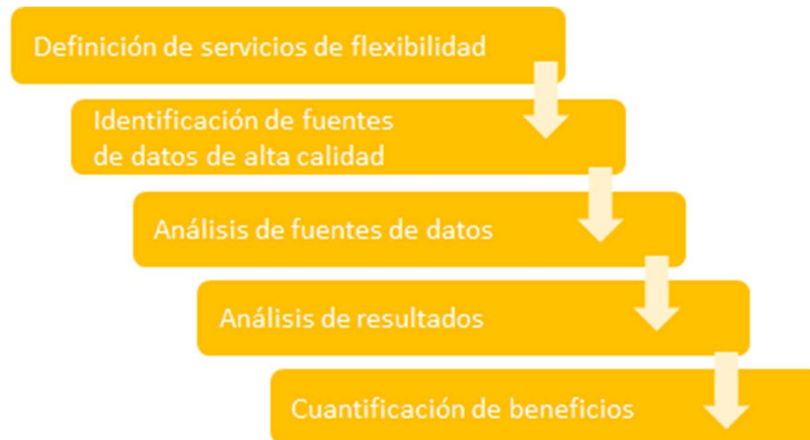 Definición de servicios de flexibilidad
Identificación de fuentes
de datos de alta calidad
Análisis de fuentes de datos
Análisis de resultados
Cuantificación de beneficios